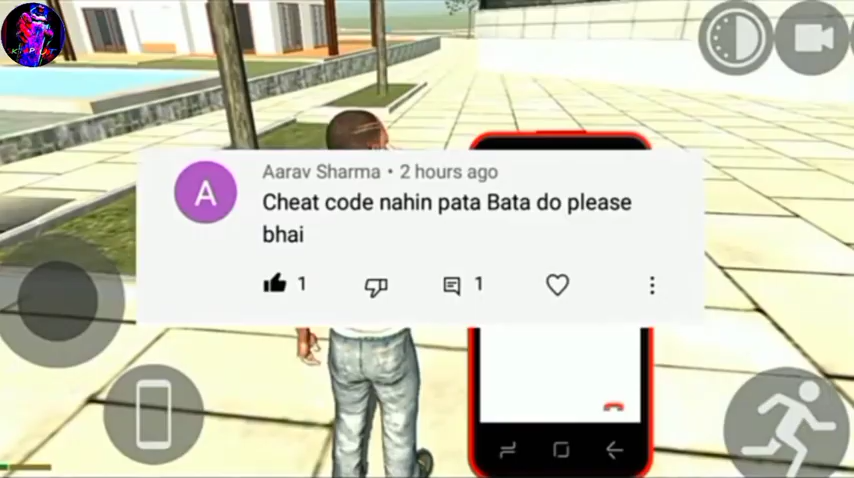 K P U
Aarav Sharma • 2 hours ago
Cheat code nahin pata Bata do please
bhai
1
1
A